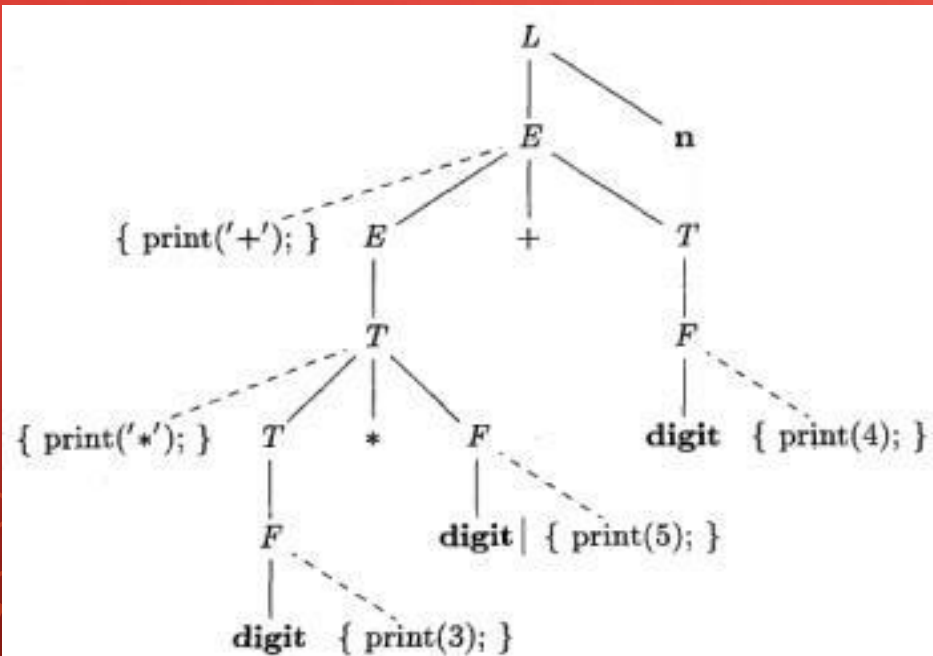 L
E n
{ print('+'); } E + T
T F
{ print('*'); } T * F digit { print(4); }
F digit | { print(5); }
digit { print(3); }